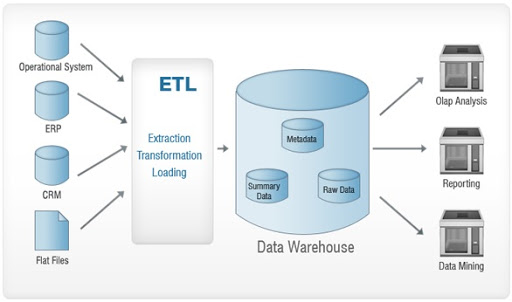 Operational System
ERP
CRM
Flat Files
ETL
Extraction
Transformation
Loading
Metadata
Summary
Data
Raw Data
Data Warehouse
Olap Analysis
Reporting
Data Mining